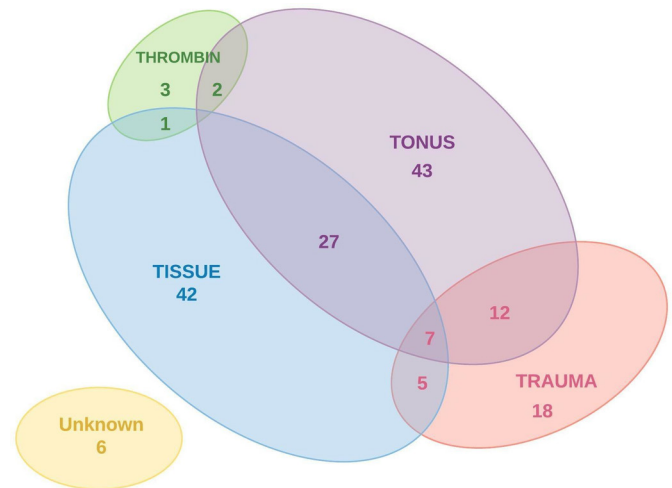 THROMBIN
3 2
1
TONUS
43
27
TISSUE
42
12
7
5
TRAUMA
18
Unknown
6